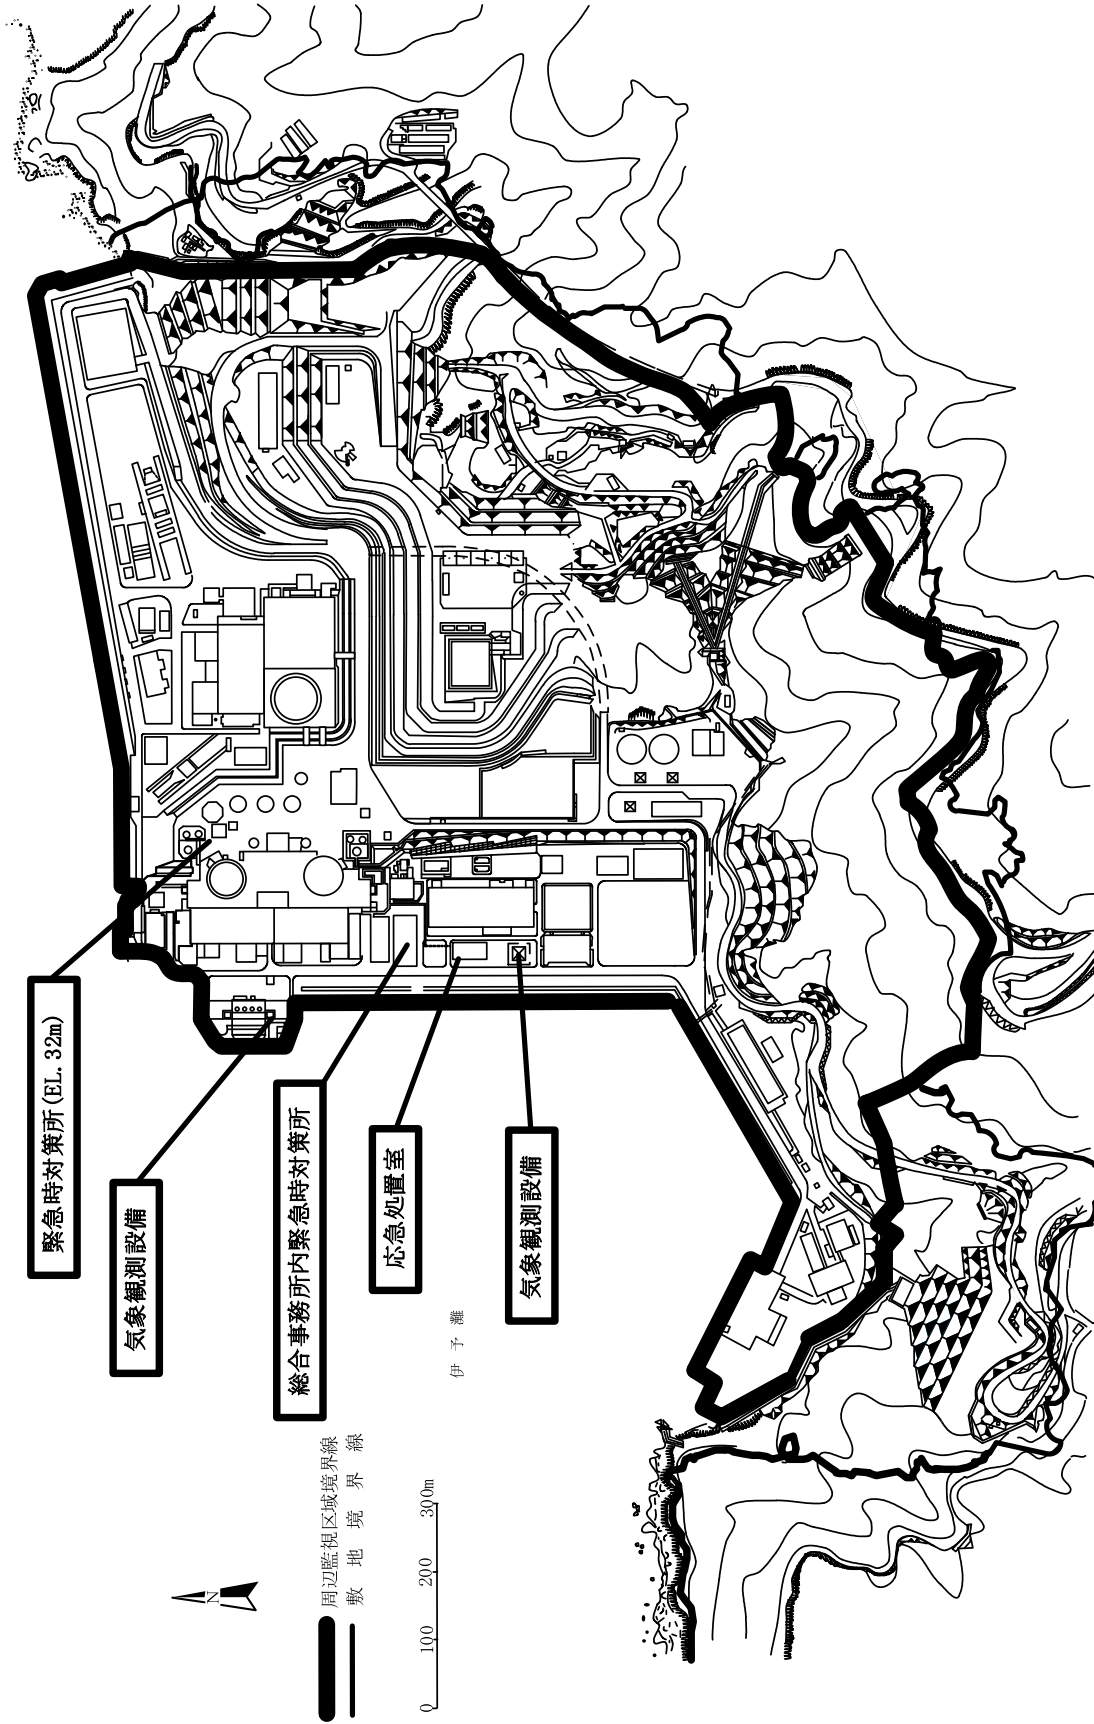 緊急時対策所(EL. 32m)
気象観測設備
総合事務所内緊急時対策所
応急処置室
気象観測設備
伊予灘
N
周辺監視区域境界線
敷地境界線
0 100 200 300m